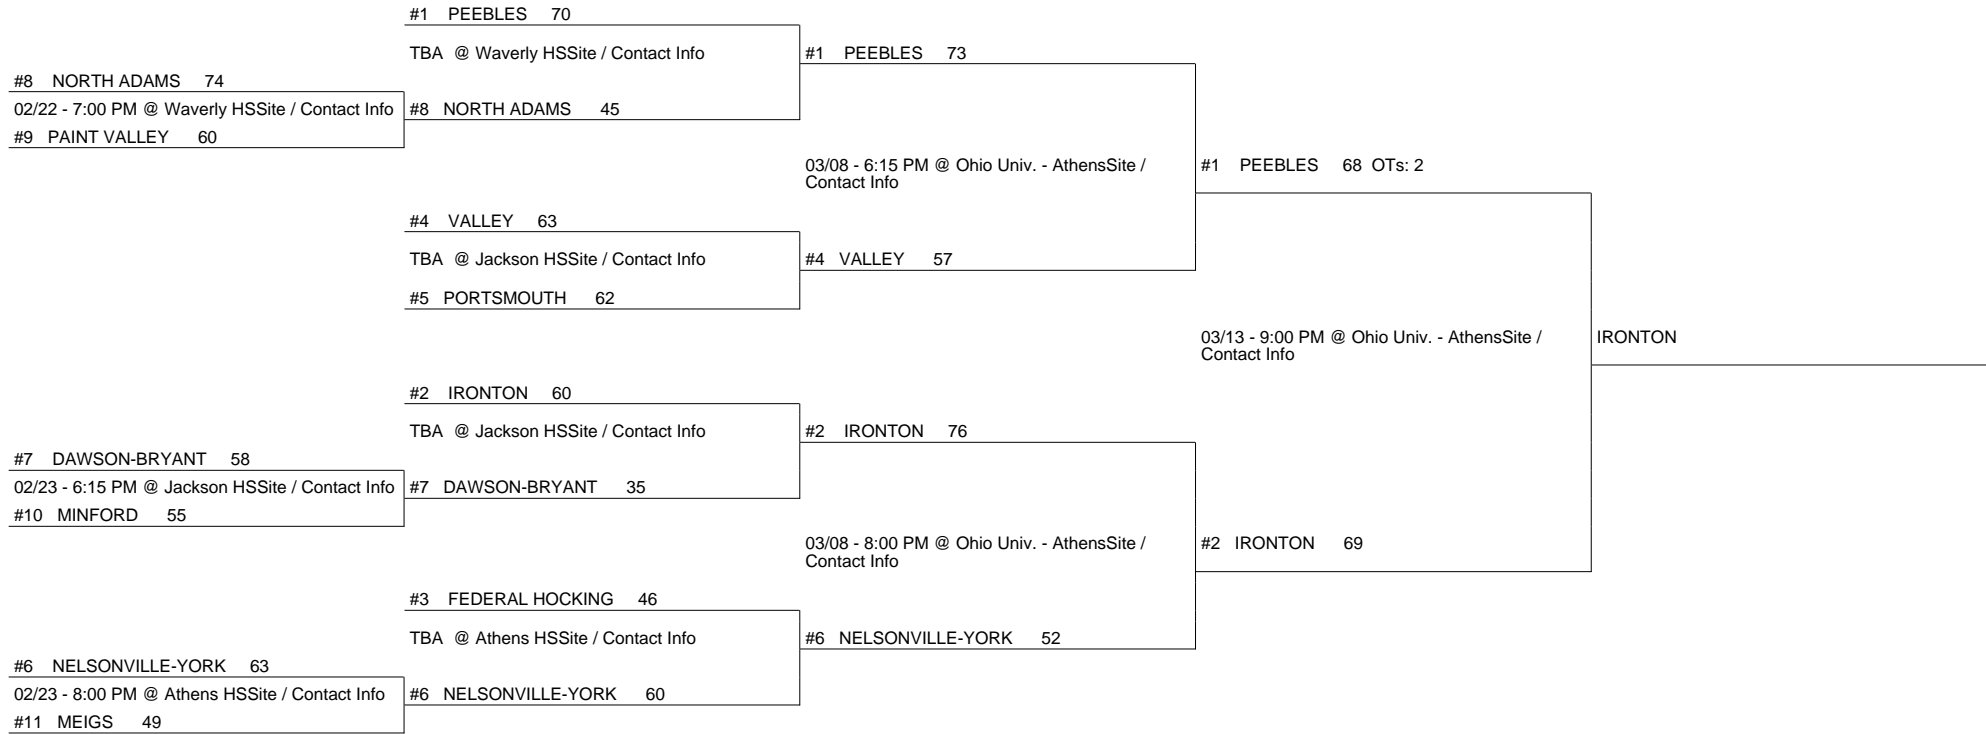 #1 PEEBLES 70
TBA @ Waverly HSSite / Contact Info
#1 PEEBLES 73
#8 NORTH ADAMS 74
02/22 - 7:00 PM @ Waverly HSSite / Contact Info
#8 NORTH ADAMS 45
#9 PAINT VALLEY 60
03/08 - 6:15 PM @ Ohio Univ. - AthensSite /
Contact Info
#1 PEEBLES 68 OTs: 2
#4 VALLEY 63
TBA @ Jackson HSSite / Contact Info
#4 VALLEY 57
#5 PORTSMOUTH 62
03/13 - 9:00 PM @ Ohio Univ. - AthensSite /
Contact Info
IRONTON
#2 IRONTON 60
TBA @ Jackson HSSite / Contact Info
#2 IRONTON 76
#7 DAWSON-BRYANT 58
02/23 - 6:15 PM @ Jackson HSSite / Contact Info
#7 DAWSON-BRYANT 35
#10 MINFORD 55
03/08 - 8:00 PM @ Ohio Univ. - AthensSite /
Contact Info
#2 IRONTON 69
#3 FEDERAL HOCKING 46
TBA @ Athens HSSite / Contact Info
#6 NELSONVILLE-YORK 52
#6 NELSONVILLE-YORK 63
02/23 - 8:00 PM @ Athens HSSite / Contact Info
#6 NELSONVILLE-YORK 60
#11 MEIGS 49